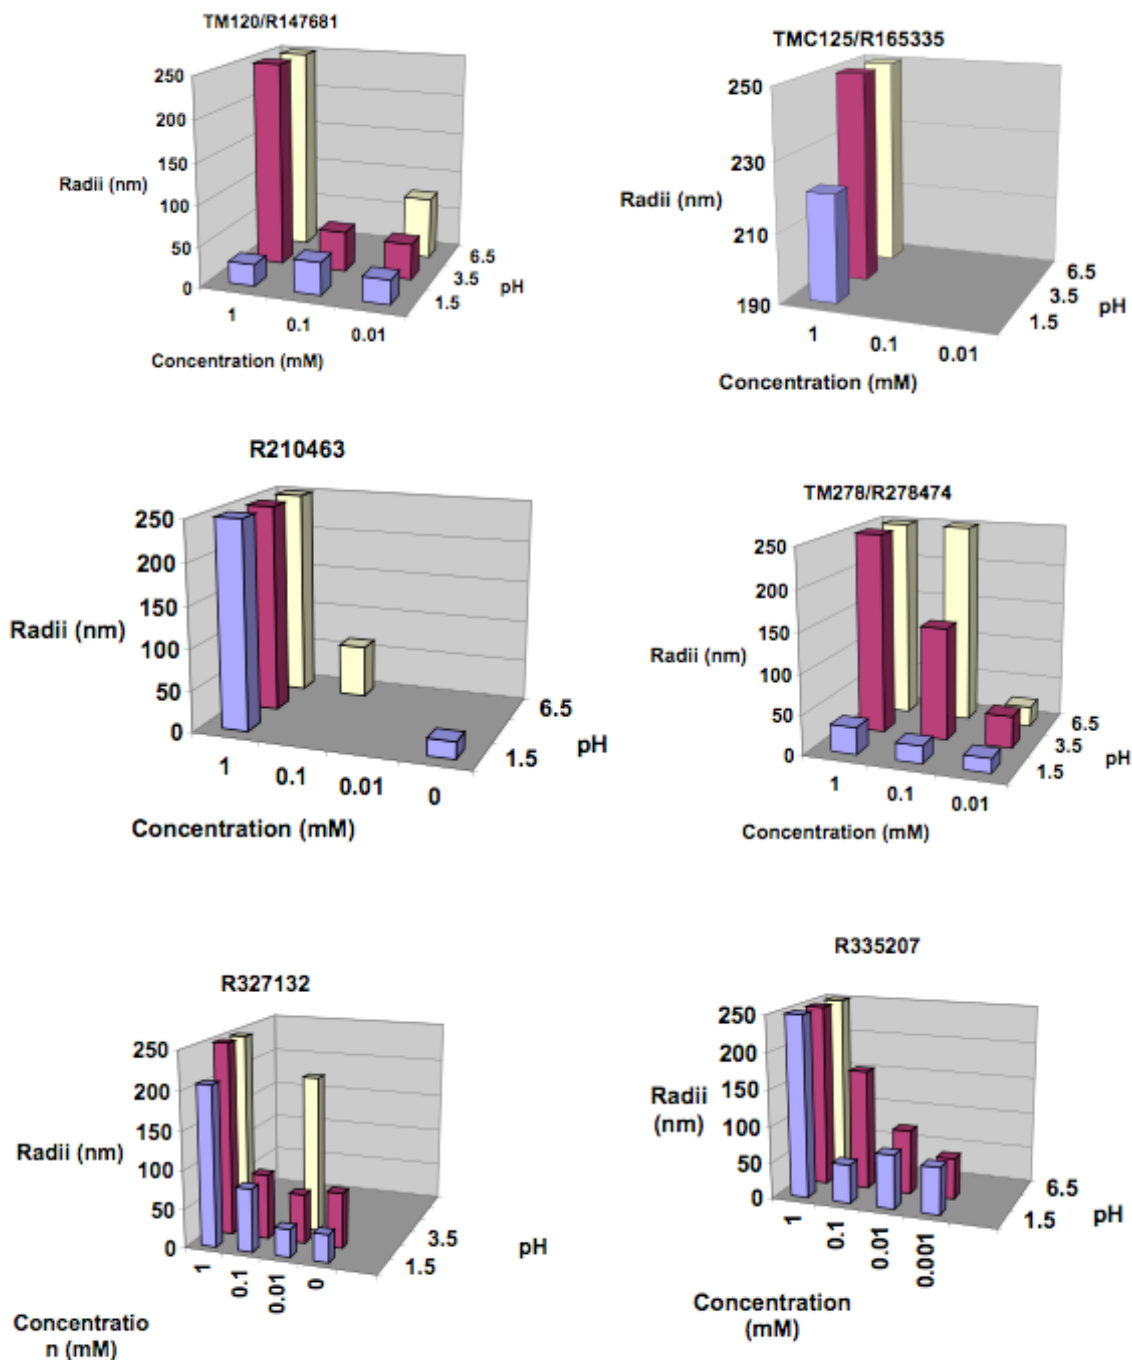 TM120/R147681
250
200
150
100
50
0
Radii (nm)
1
0.1
0.01
6.5
3.5
1.5
pH
Concentration (mM)
TMC125/R165335
250
230
210
190
Radii (nm)
1
0.1
0.01
6.5
3.5
1.5
pH
Concentration (mM)
R210463
250
200
150
100
50
0
Radii (nm)
1
0.1
0.01
0
6.5
1.5
pH
Concentration (mM)
TM278/R278474
250
200
150
100
50
0
Radii (nm)
1
0.1
0.01
6.5
3.5
1.5
pH
Concentration (mM)
R327132
250
200
150
100
50
0
Radii (nm)
1
0.1
0.01
0
3.5
1.5
pH
Concentratio
n (mM)
R335207
250
200
150
100
50
0
Radii
(nm)
1
0.1
0.01
0.001
6.5
1.5
pH
Concentration
(mM)